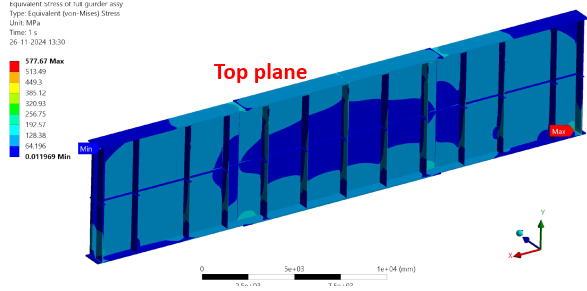 Equivalent Stress of full gurder assy
Type: Equivalent (von-Mises) Stress
Unit: MPa
Time: 1 s
26-11-2024 13:30
577.67 Max
513.49
449.3
385.12
320.93
256.75
192.57
128.38
64.196
0.011969 Min
Top plane
Min
Max
Y
X
0 5e+03 1e+04 (mm)
2.5e+03 7.5e+03